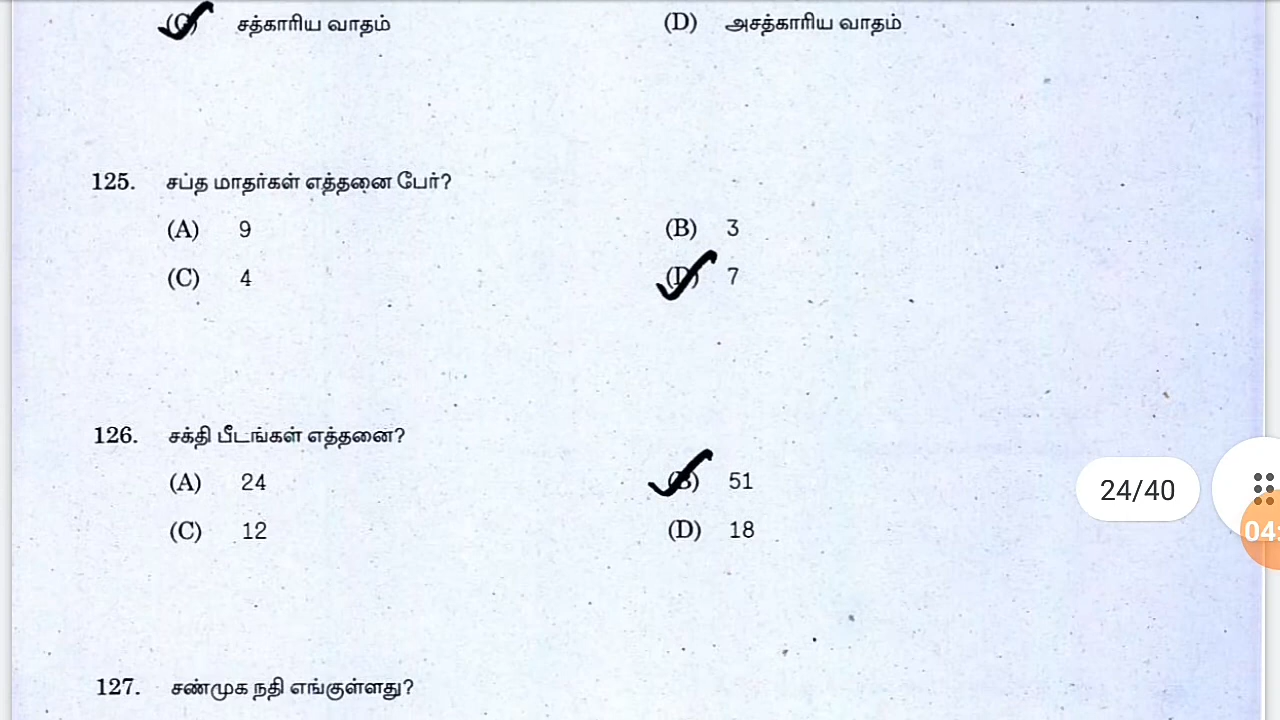 (C) சத்காரிய வாதம் (D) அசத்காரிய வாதம்
125. சப்த மாதர்கள் எத்தனை பேர்?
(A) 9 (B) 3
(C) 4 (D) 7
126. சக்தி பீடங்கள் எத்தனை?
(A) 24 (B) 51
24/40
(C) 12 (D) 18
04:
127. சண்முக நதி எங்குள்ளது?